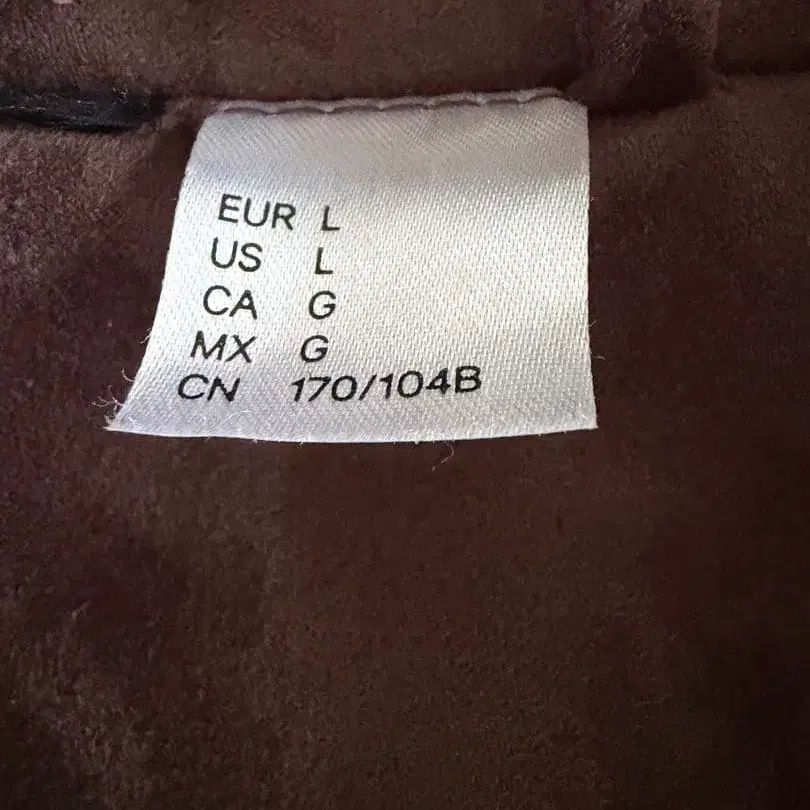 EUR L
US L
CA G
MX G
CN 170/104B